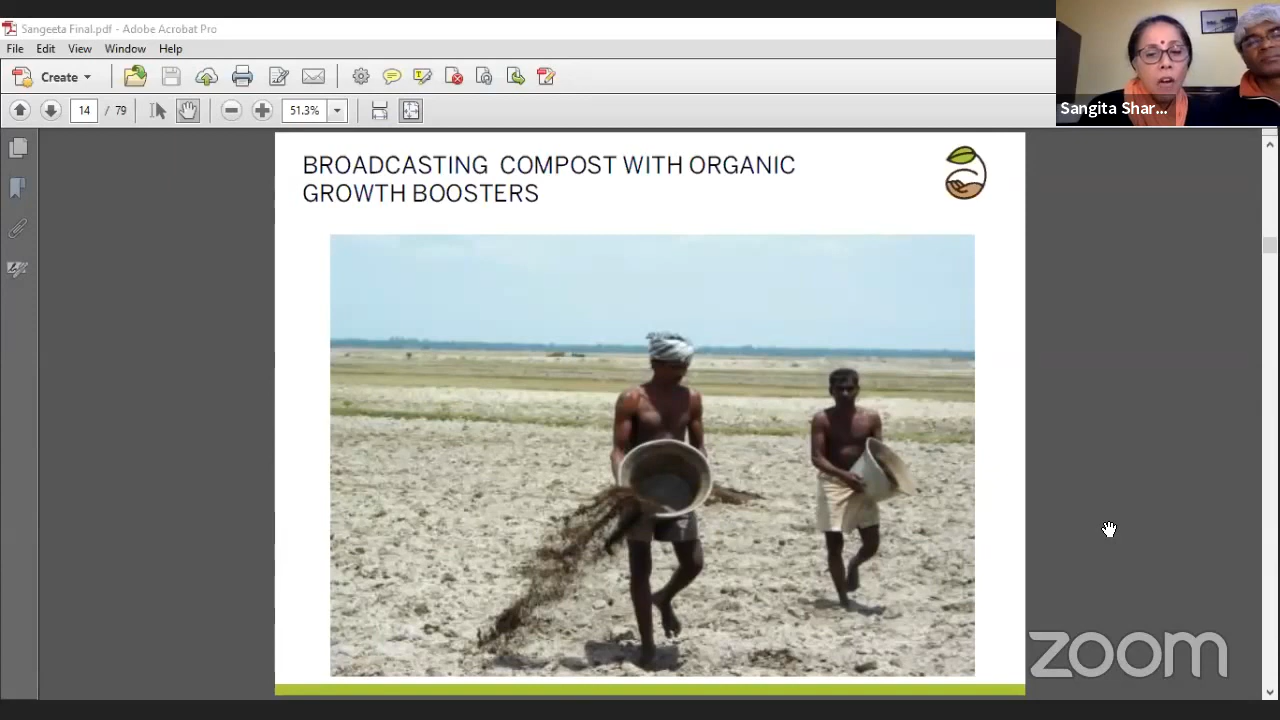 Sangeeta Final.pdf - Adobe Acrobat Pro
File Edit View Window Help
Create
14 / 79
51.3%
Sangita Shar...
BROADCASTING COMPOST WITH ORGANIC
GROWTH BOOSTERS
zoom